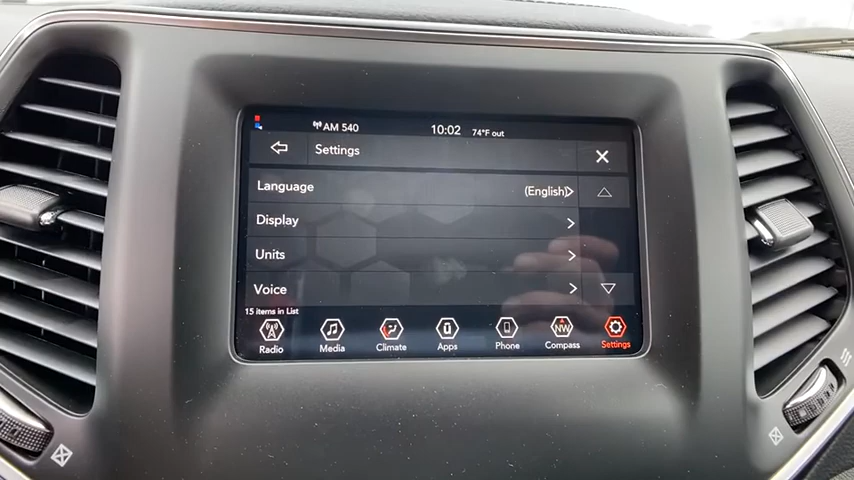 AM 540 10:02 74°F out
Settings
Language (English)
Display
Units
Voice
15 items in List
Radio Media Climate Apps Phone NW Compass Settings